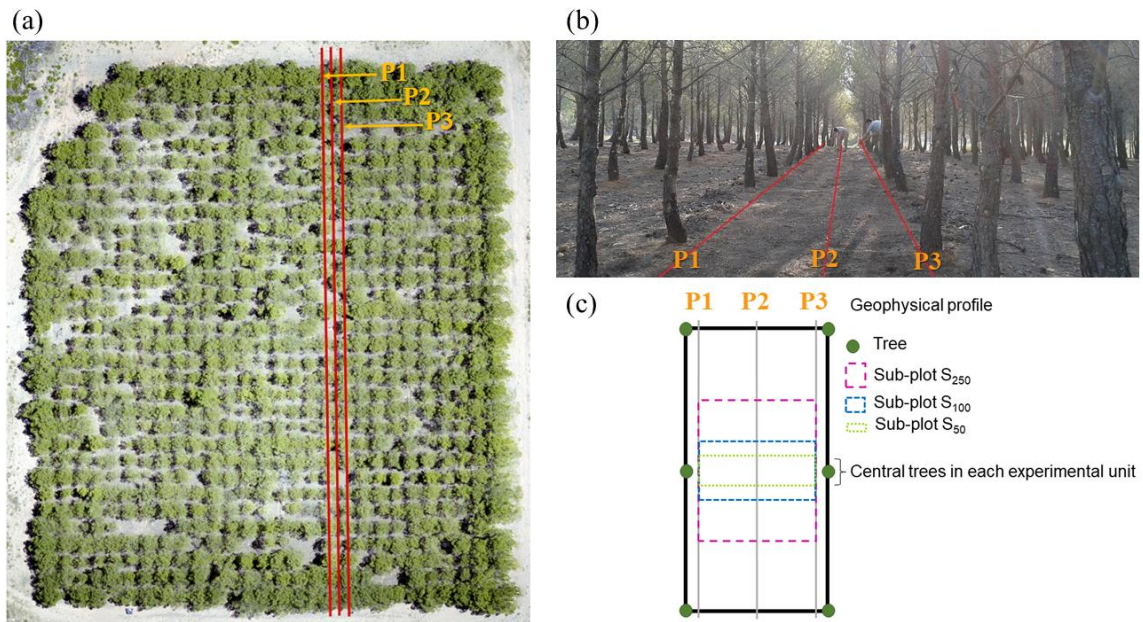 (a)
P1
P2
P3
(b)
P1
P2
P3
(c)
P1 P2 P3
Geophysical profile
Tree
Sub-plot S250
Sub-plot S100
Sub-plot S50
Central trees in each experimental unit